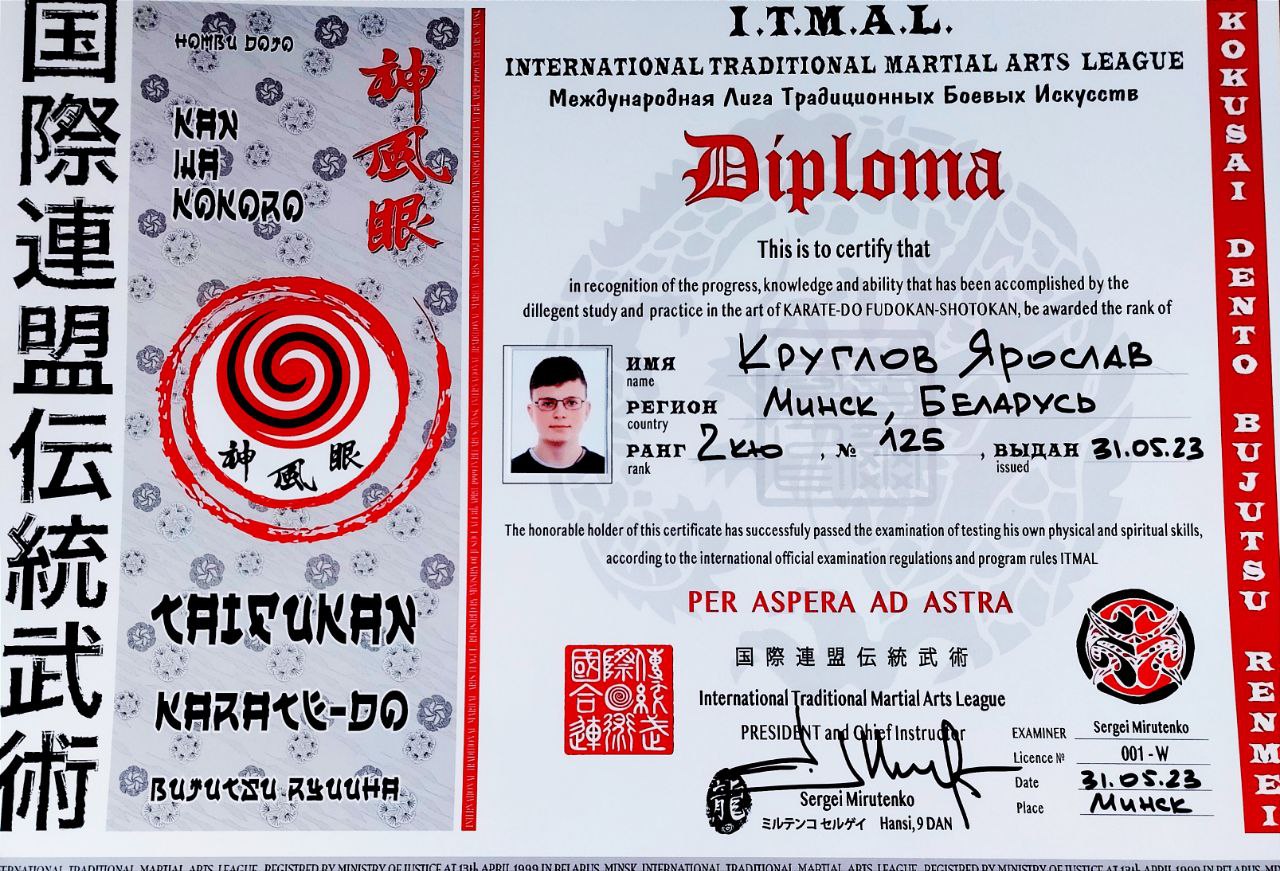 国際連盟伝統武術
HOMBU DOJO
KAN
WA
KOKORO
神風眼
神風眼
TAIFUKAN
KARATE-DO
BUJUTSU RYUUHA
I.T.M.A.L.
INTERNATIONAL TRADITIONAL MARTIAL ARTS LEAGUE
Международная Лига Традиционных Боевых Искусств
Diploma
This is to certify that
in recognition of the progress, knowledge and ability that has been accomplished by the
dillegent study and practice in the art of KARATE-DO FUDOKAN-SHOTOKAN, be awarded the rank of
ИМЯ Круглов Ярослав
name
РЕГИОН Минск, Беларусь
country
РАНГ 2 кю , № 125 , ВЫДАН 31.05.23
rank issued
The honorable holder of this certificate has successfuly passed the examination of testing his own physical and spiritual skills,
according to the international official examination regulations and program rules ITMAL
PER ASPERA AD ASTRA
国際連盟伝統武術
International Traditional Martial Arts League
PRESIDENT and Chief Instructor
龍
Sergei Mirutenko
ミルテンコ セルゲイ Hansi, 9 DAN
EXAMINER Sergei Mirutenko
Licence № 001 - W
Date 31.05.23
Place Минск
KOKUSAI DENTO BUJUTSU RENMEI
TRADITIONAL MARTIAL ARTS LEAGUE, REGISTRED BY MINISTRY OF JUSTICE AT 13th APRIL 1999 IN BELARUS, MINSK, INTERNATIONAL TRADITIONAL MARTIAL ARTS LEAGUE, REGISTRED BY MINISTRY OF JUSTICE AT 13th APRIL 1999 IN BELARUS, MINSK